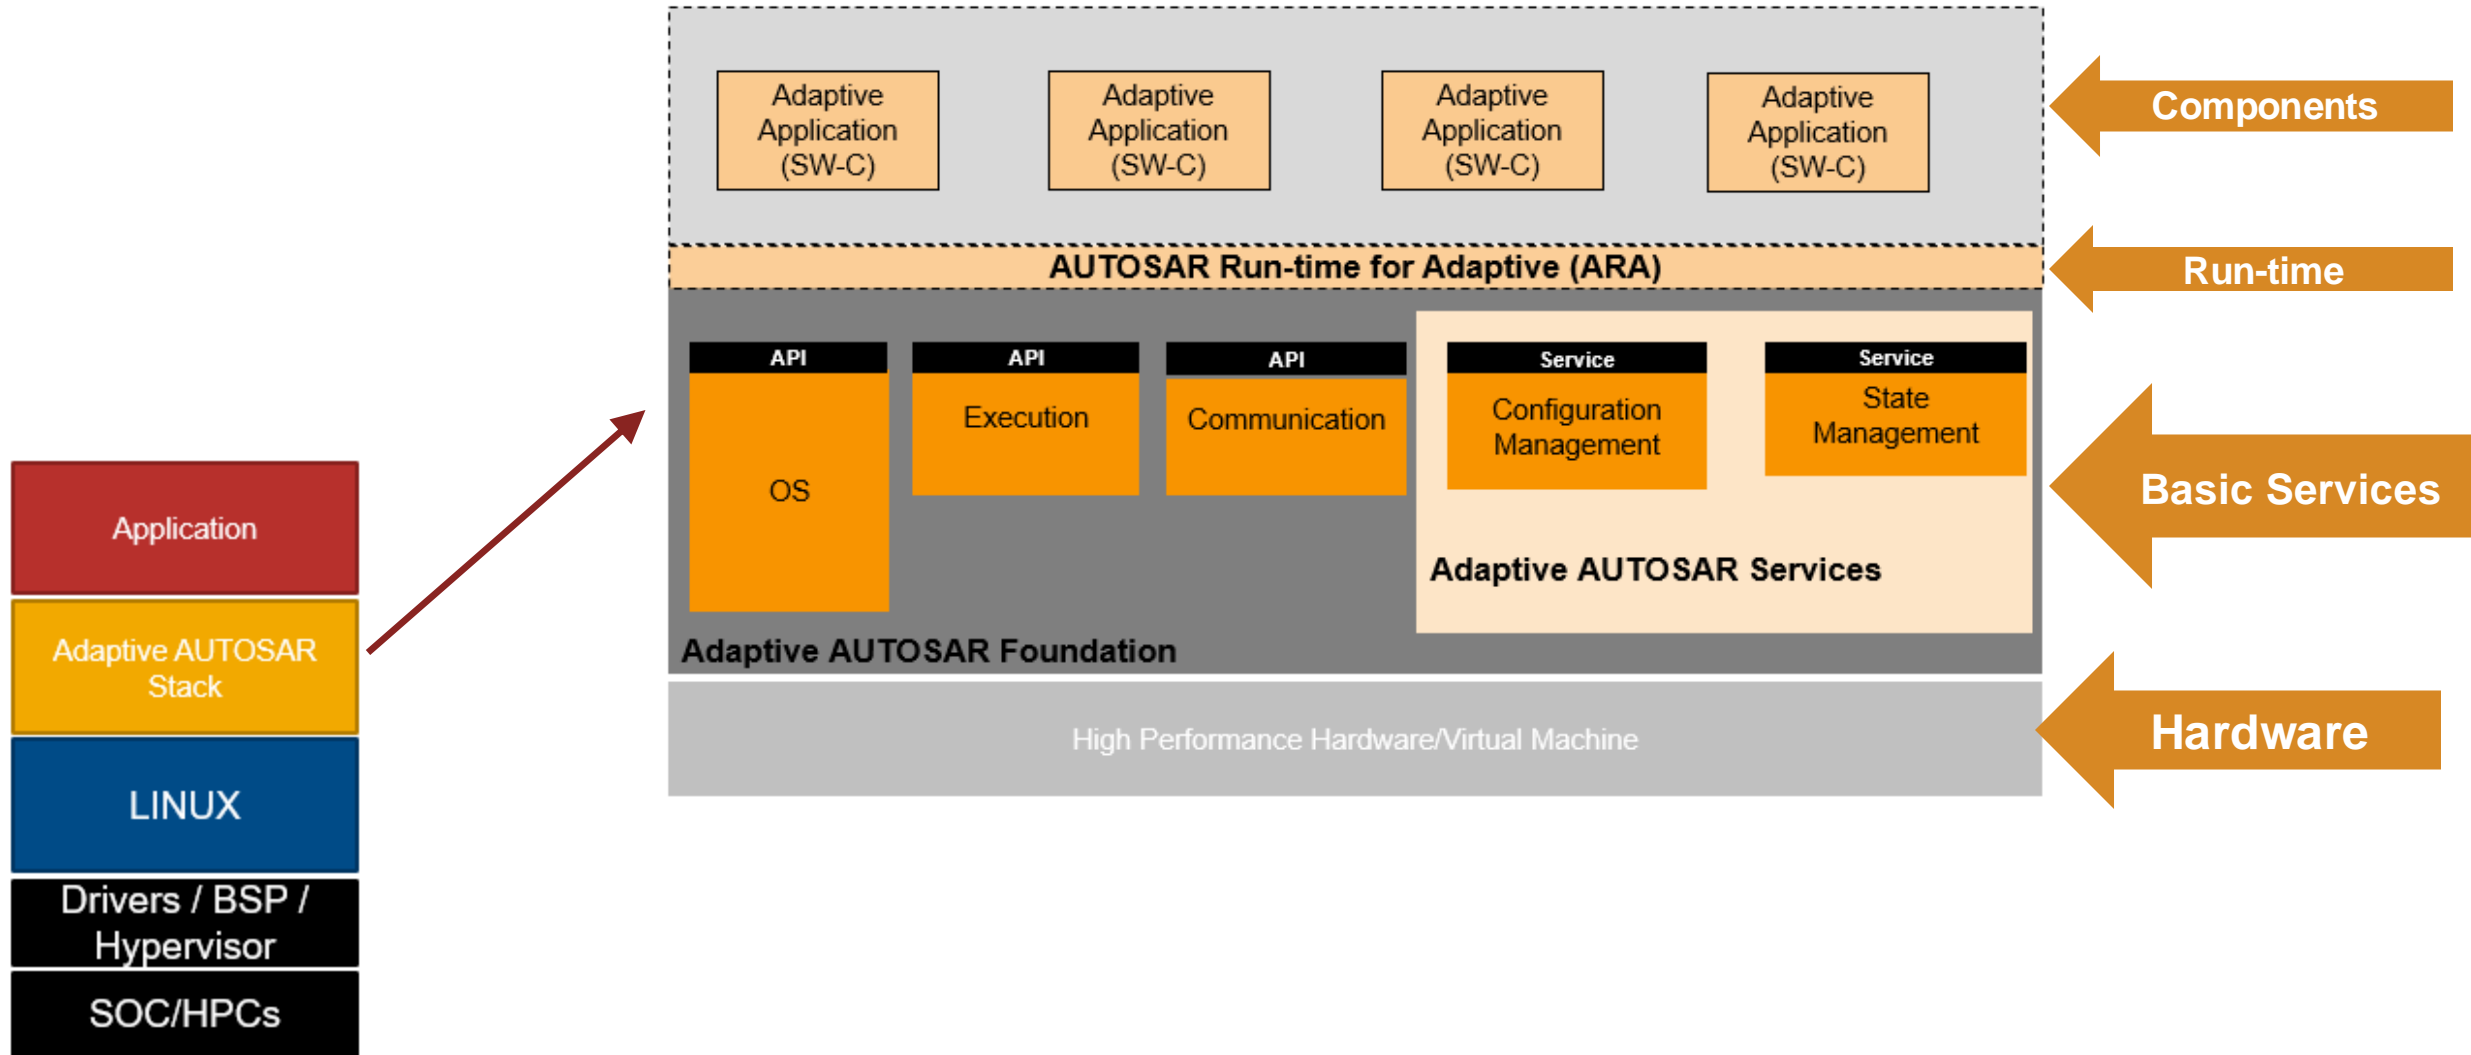 Adaptive
Application
(SW-C)
Adaptive
Application
(SW-C)
Adaptive
Application
(SW-C)
Adaptive
Application
(SW-C)
Components
AUTOSAR Run-time for Adaptive (ARA)
Run-time
API
OS
API
Execution
API
Communication
Service
Configuration
Management
Service
State
Management
Adaptive AUTOSAR Services
Adaptive AUTOSAR Foundation
Basic Services
High Performance Hardware/Virtual Machine
Hardware
Application
Adaptive AUTOSAR
Stack
LINUX
Drivers / BSP /
Hypervisor
SOC/HPCs